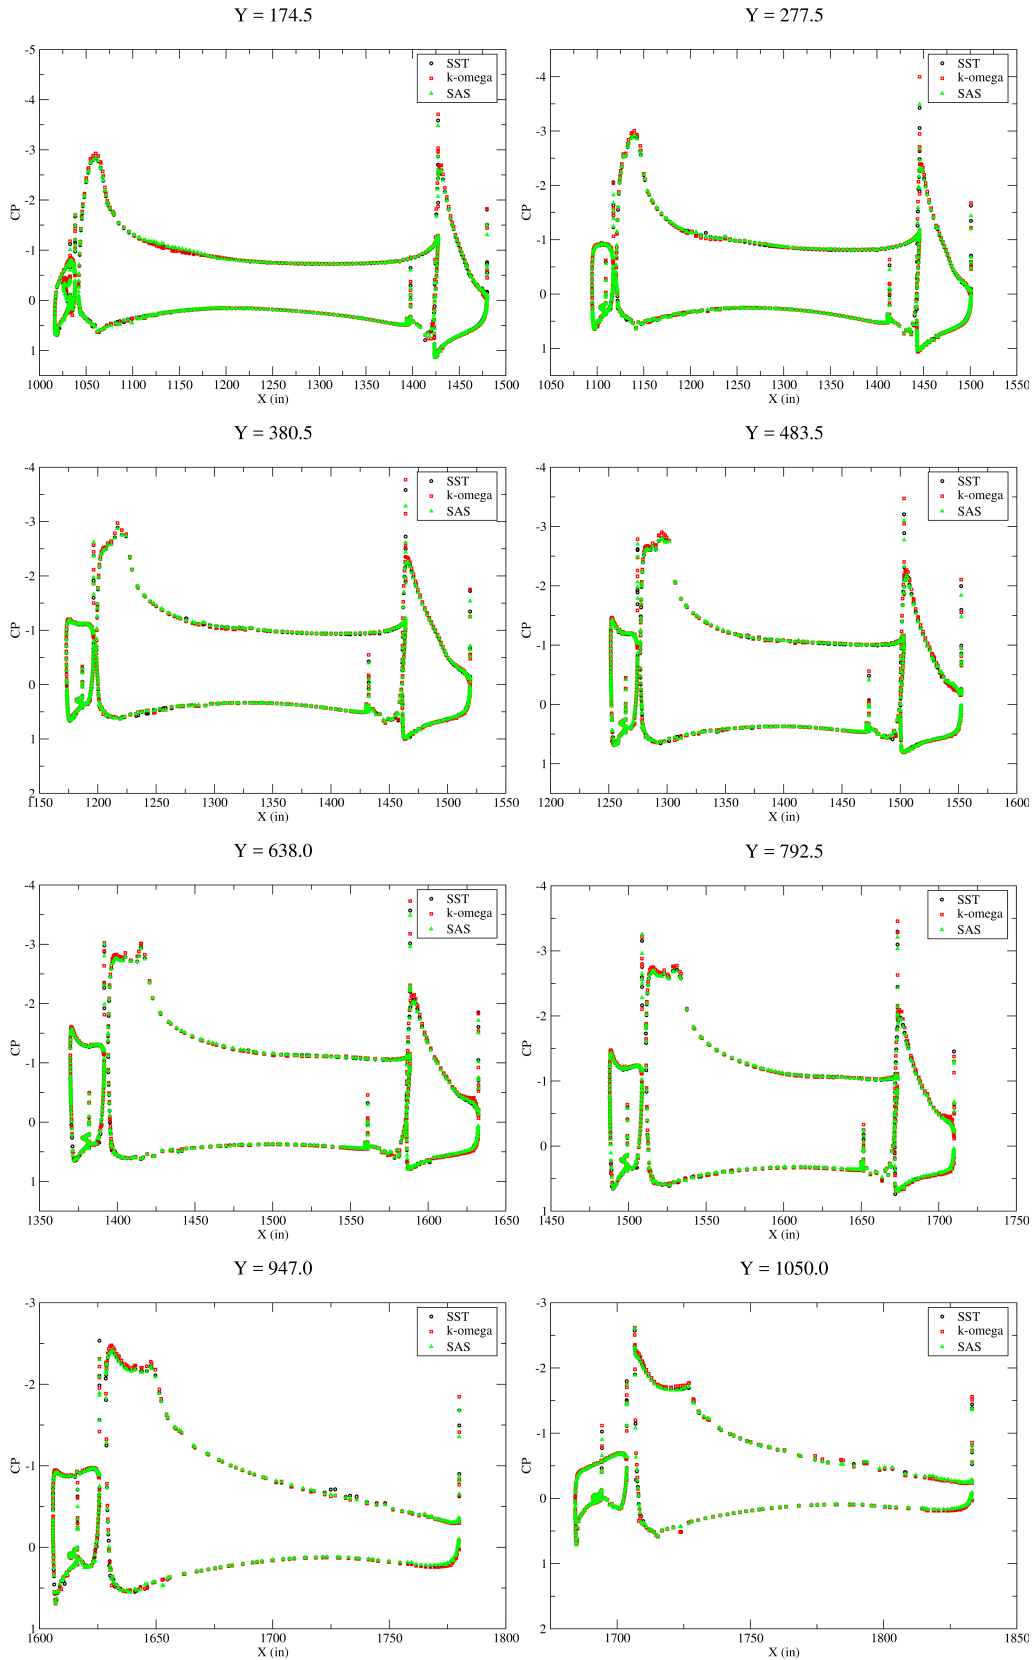 Y = 174.5
-5
-4
-3
-2
-1
0
1
CP
SST
k-omega
SAS
1000 1050 1100 1150 1200 1250 1300 1350 1400 1450 1500
X (in)
Y = 277.5
-4
-3
-2
-1
0
1
SST
k-omega
SAS
1050 1100 1150 1200 1250 1300 1350 1400 1450 1500 1550
X (in)
Y = 380.5
-4
-3
-2
-1
0
1
2
CP
SST
k-omega
SAS
1150 1200 1250 1300 1350 1400 1450 1500 1550
X (in)
Y = 483.5
-4
-3
-2
-1
0
1
SST
k-omega
SAS
1200 1250 1300 1350 1400 1450 1500 1550 1600
X (in)
Y = 638.0
-4
-3
-2
-1
0
1
CP
SST
k-omega
SAS
1350 1400 1450 1500 1550 1600 1650
X (in)
Y = 792.5
-4
-3
-2
-1
0
1
SST
k-omega
SAS
1450 1500 1550 1600 1650 1700 1750
X (in)
Y = 947.0
-3
-2
-1
0
1
CP
SST
k-omega
SAS
1600 1650 1700 1750 1800
X (in)
Y = 1050.0
-3
-2
-1
0
1
2
SST
k-omega
SAS
1700 1750 1800 1850
X (in)